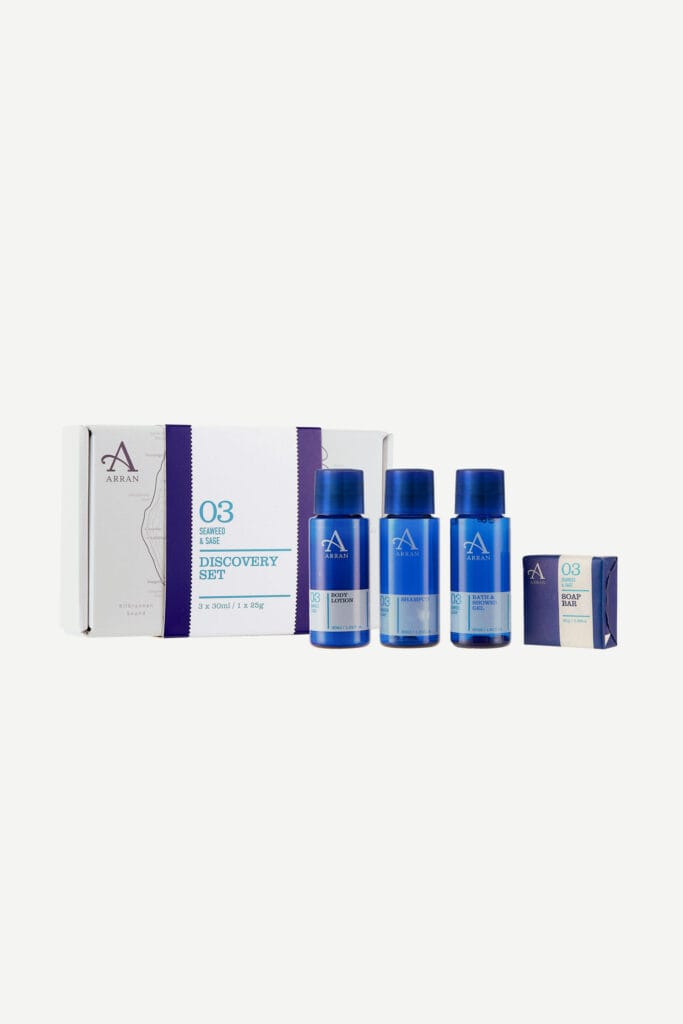 A
ARRAN
03
SEAWEED
& SAGE
DISCOVERY
SET
3 x 30ml / 1 x 25g
Kilbrannan
Sound
A
ARRAN
03
BODY
LOTION
A
ARRAN
03
SHAMPOO
A
ARRAN
03
BATH &
SHOWER
GEL
A
ARRAN
03
SEAWEED
& SAGE
SOAP
BAR